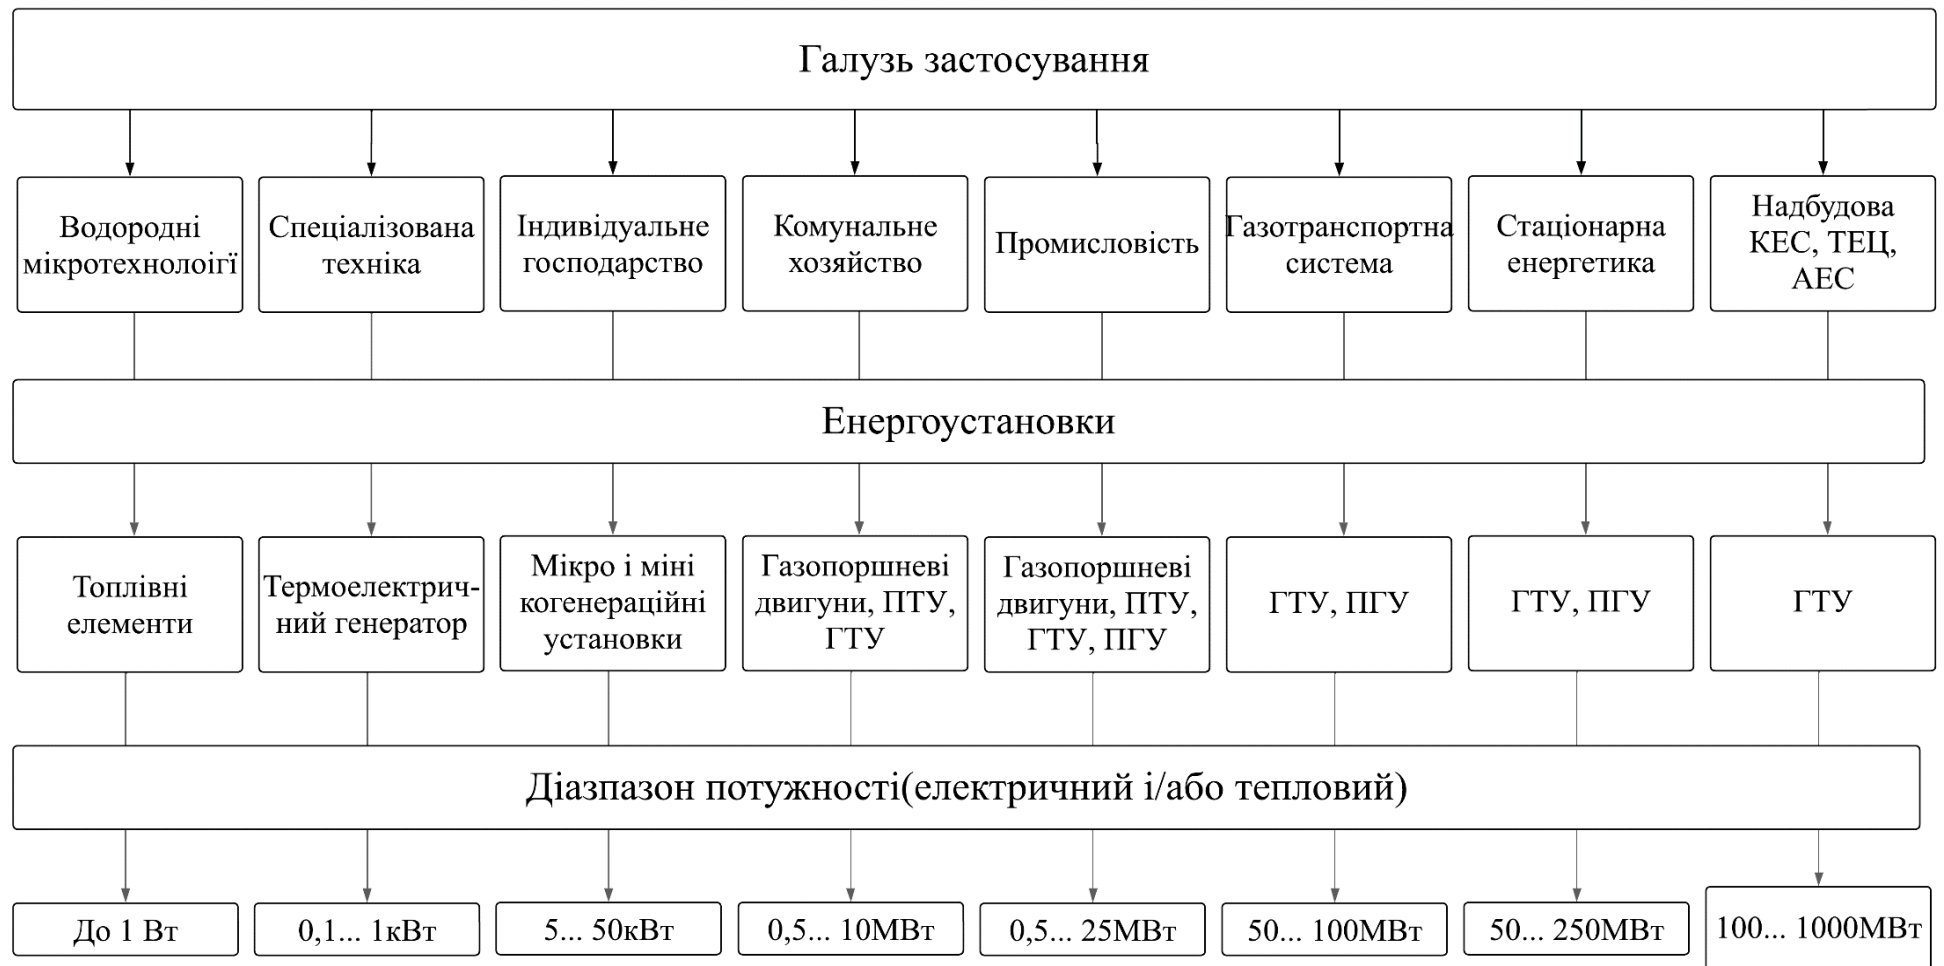 Галузь застосування
Водородні
мікротехнолоігї
Спеціалізована
техніка
Індивідуальне
господарство
Комунальне
хозяйство
Промисловість
Газотранспортна
система
Стаціонарна
енергетика
Надбудова
КЕС, ТЕЦ,
АЕС
Енергоустановки
Топлівні
елементи
Термоелектрич-
ний генератор
Мікро і міні
когенераційні
установки
Газопоршневі
двигуни, ПТУ,
ГТУ
Газопоршневі
двигуни, ПТУ,
ГТУ, ПГУ
ГТУ, ПГУ
ГТУ, ПГУ
ГТУ
Діазпазон потужності(електричний і/або тепловий)
До 1 Вт
0,1... 1кВт
5... 50кВт
0,5... 10МВт
0,5... 25МВт
50... 100МВт
50... 250МВт
100... 1000МВт